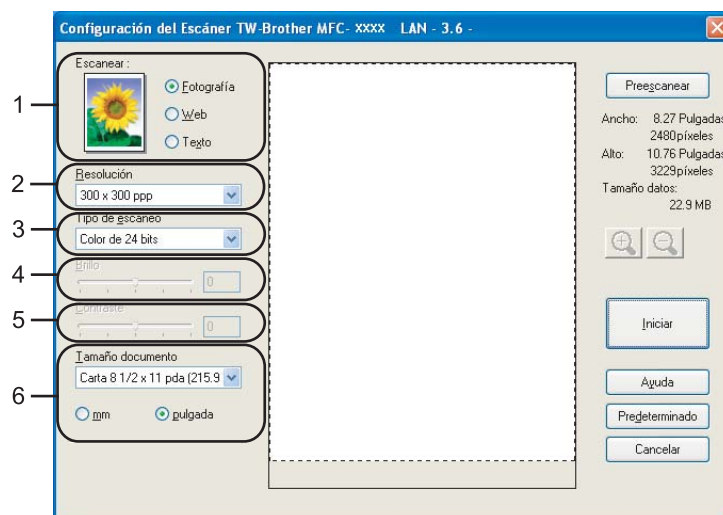 Configuración del Escáner TW-Brother MFC- XXXX LAN - 3.6 -
1
Escanear :
Fotografía
Web
Texto
2
Resolución
300 x 300 ppp
3
Tipo de escaneo
Color de 24 bits
4
Brillo
0
5
Contraste
0
6
Tamaño documento
Carta 8 1/2 x 11 pda (215.9
mm
pulgada
Preescanear
Ancho: 8.27 Pulgadas
2480píxeles
Alto: 10.76 Pulgadas
3229píxeles
Tamaño datos:
22.9 MB
Iniciar
Ayuda
Predeterminado
Cancelar